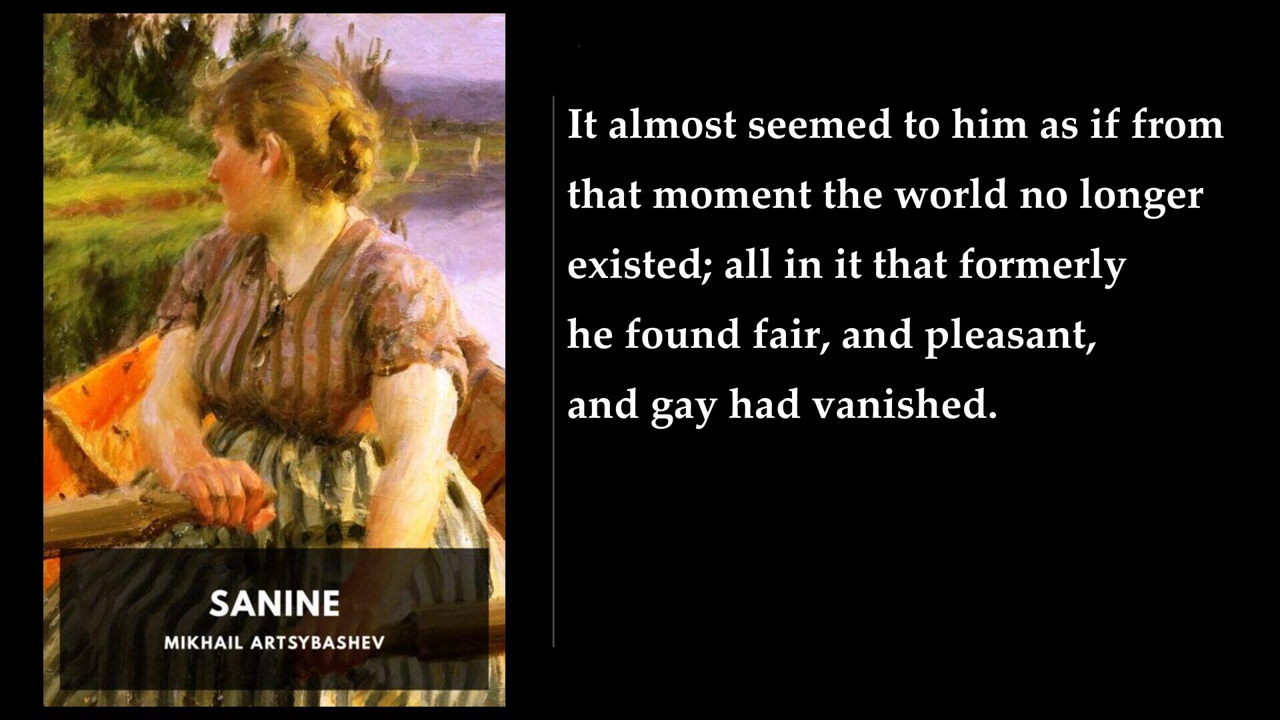 SANINE
MIKHAIL ARTSYBASHEV
It almost seemed to him as if from
that moment the world no longer
existed; all in it that formerly
he found fair, and pleasant,
and gay had vanished.